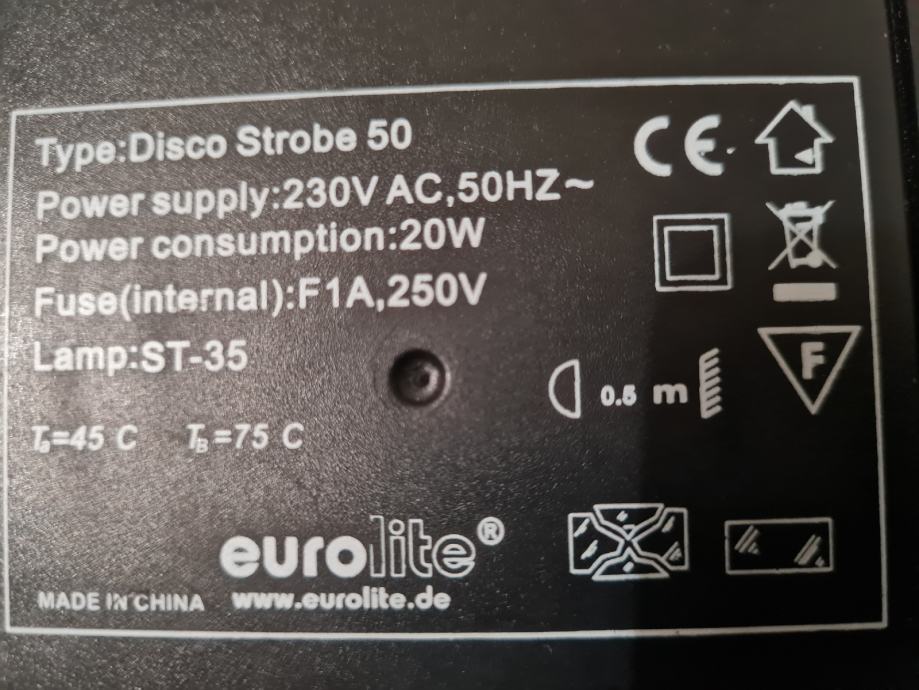 Type:Disco Strobe 50
Power supply:230V AC,50HZ~
Power consumption:20W
Fuse(internal):F1A,250V
Lamp:ST-35
Ta=45 C TB=75 C
CE
F
0.5 m
eurolite®
MADE IN CHINA www.eurolite.de